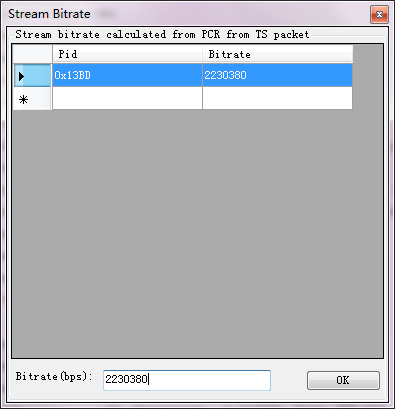 Stream Bitrate
Stream bitrate calculated from PCR from TS packet
Pid Bitrate
0x13BD 2230380
Bitrate(bps): 2230380 OK